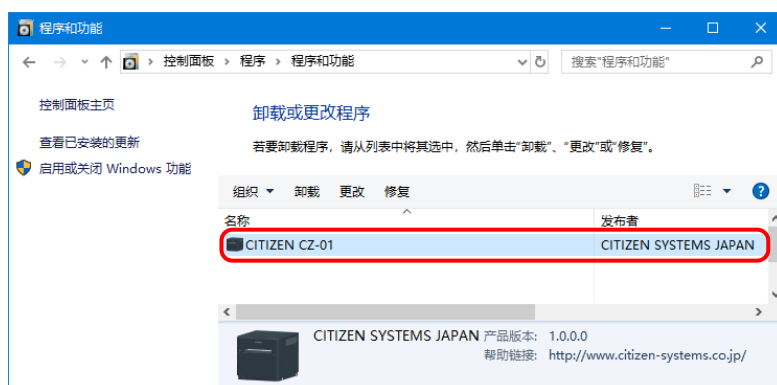 程序和功能
控制面板 › 程序 › 程序和功能
搜索"程序和功能"
控制面板主页
查看已安装的更新
启用或关闭 Windows 功能
卸载或更改程序
若要卸载程序，请从列表中将其选中，然后单击"卸载"、"更改"或"修复"。
组织 卸载 更改 修复
名称 发布者
CITIZEN CZ-01 CITIZEN SYSTEMS JAPAN
CITIZEN SYSTEMS JAPAN 产品版本: 1.0.0.0
帮助链接: http://www.citizen-systems.co.jp/